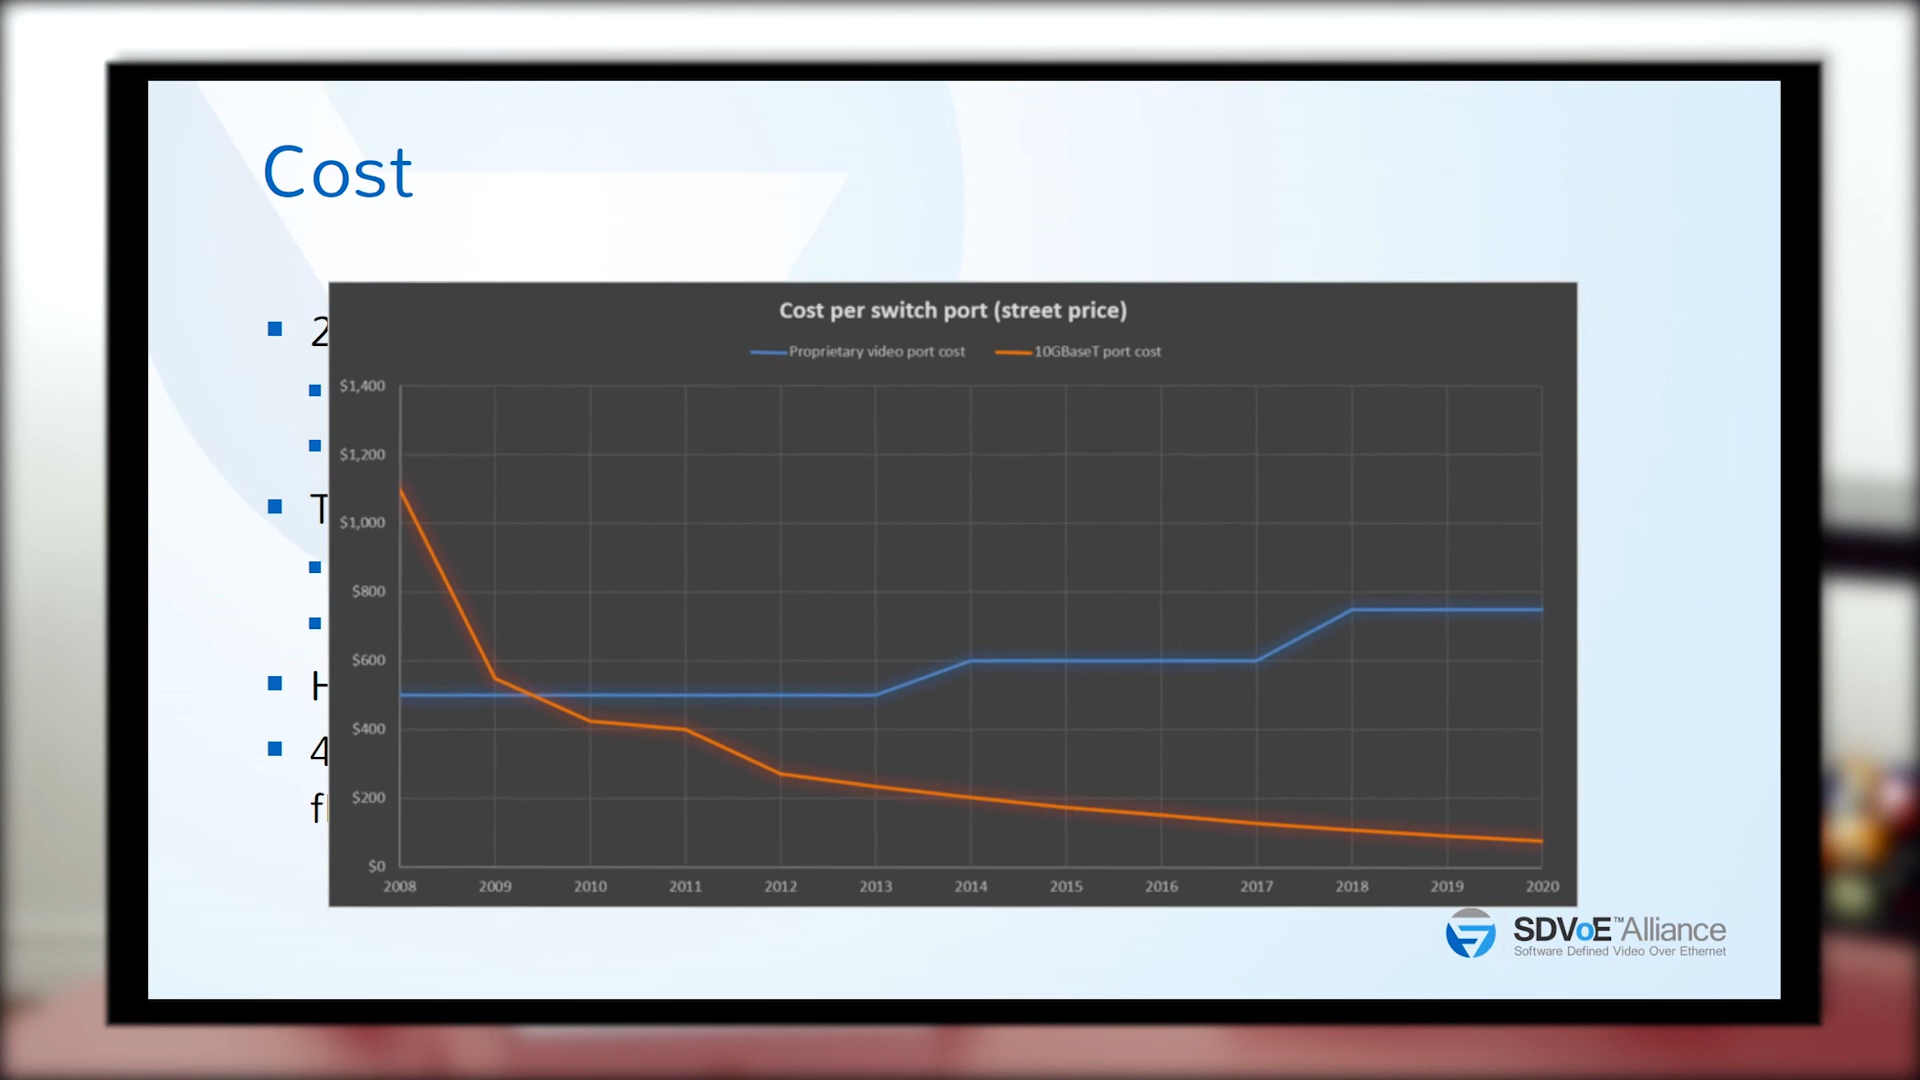 Cost
2
T
H
4
Cost per switch port (street price)
Proprietary video port cost 10GBaseT port cost
$1,400
$1,200
$1,000
$800
$600
$400
$200
$0
2008 2009 2010 2011 2012 2013 2014 2015 2016 2017 2018 2019 2020
SDVoE™Alliance
Software Defined Video Over Ethernet